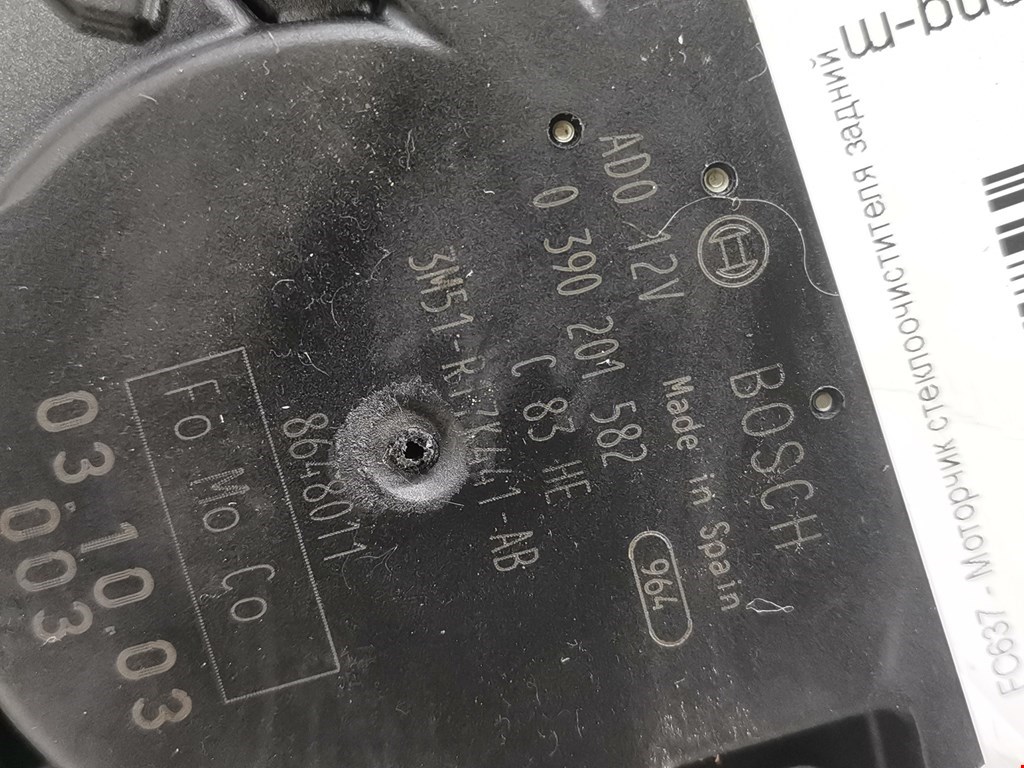 BOSCH
Made in Spain
964
AD0 12V
0 390 201 582
C 83 HE
3M51-R17K441-AB
8648011
Fo Mo Co
03.10.03
003
FC637 - Моторчик стеклоочистителя задний